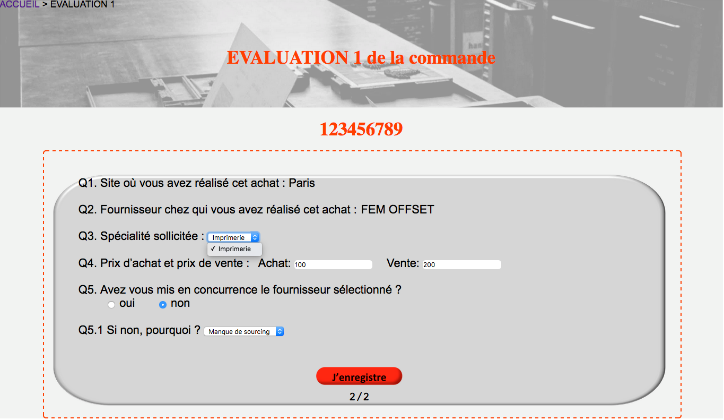 ACCUEIL > EVALUATION 1
EVALUATION 1 de la commande
123456789
Q1. Site où vous avez réalisé cet achat : Paris
Q2. Fournisseur chez qui vous avez réalisé cet achat : FEM OFFSET
Q3. Spécialité sollicitée : Imprimerie
✓ Imprimerie
Q4. Prix d'achat et prix de vente : Achat: 100 Vente: 200
Q5. Avez vous mis en concurrence le fournisseur sélectionné ?
oui non
Q5.1 Si non, pourquoi ? Manque de sourcing
J'enregistre
2/2